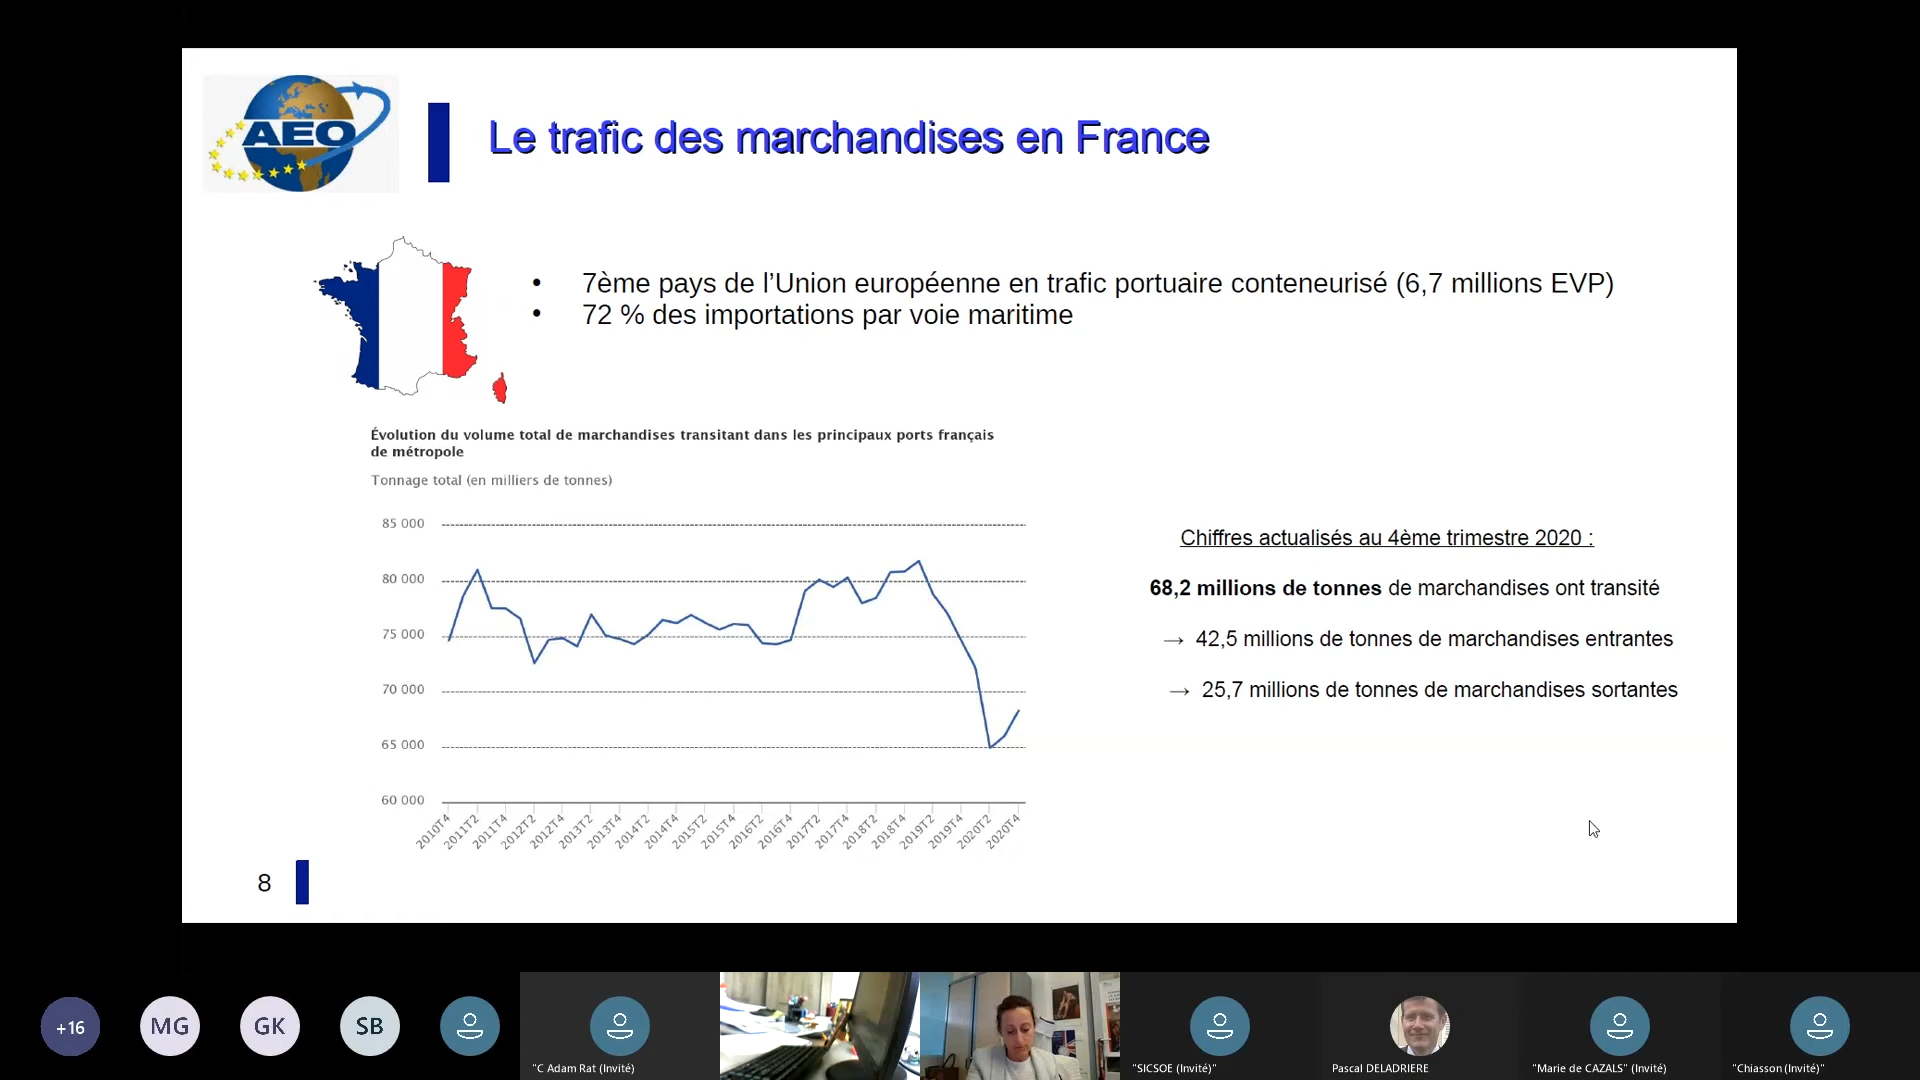 AEO
Le trafic des marchandises en France
• 7ème pays de l’Union européenne en trafic portuaire conteneurisé (6,7 millions EVP)
• 72 % des importations par voie maritime
Évolution du volume total de marchandises transitant dans les principaux ports français
de métropole
Tonnage total (en milliers de tonnes)
85 000
80 000
75 000
70 000
65 000
60 000
2010T4
2011T2
2011T4
2012T2
2012T4
2013T2
2013T4
2014T2
2014T4
2015T2
2015T4
2016T2
2016T4
2017T2
2017T4
2018T2
2018T4
2019T2
2019T4
2020T2
2020T4
Chiffres actualisés au 4ème trimestre 2020 :
68,2 millions de tonnes de marchandises ont transité
→ 42,5 millions de tonnes de marchandises entrantes
→ 25,7 millions de tonnes de marchandises sortantes
8
+16
MG
GK
SB
"C Adam Rat (Invité)
"SICSOE (Invité)"
Pascal DELADRIERE
"Marie de CAZALS" (Invité)
"Chiasson (Invité)"